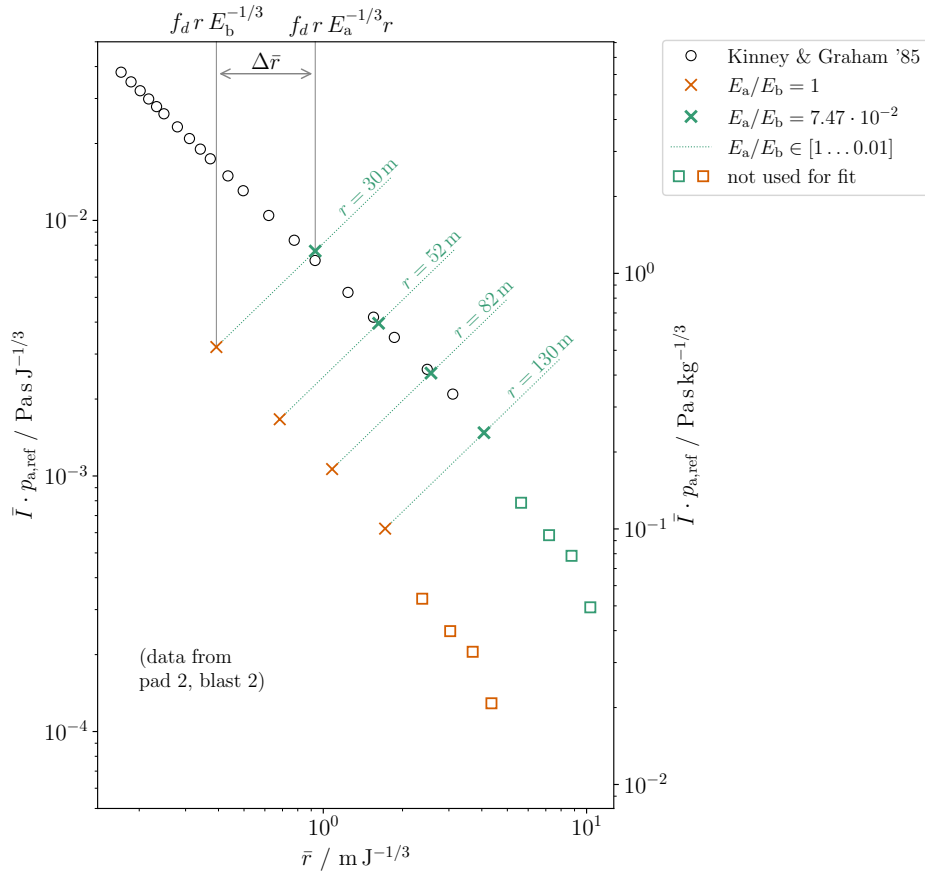 f_d r E_b^{-1/3}
f_d r E_a^{-1/3} r
Δr̄
Kinney & Graham '85
E_a/E_b = 1
E_a/E_b = 7.47 · 10^{-2}
E_a/E_b ∈ [1 … 0.01]
not used for fit
r = 30 m
r = 52 m
r = 82 m
r = 130 m
10^{-2}
10^{-3}
10^{-4}
Ī · p_{a,ref} / Pa s J^{-1/3}
10^{0}
10^{-1}
10^{-2}
Ī · p_{a,ref} / Pa s kg^{-1/3}
(data from
pad 2, blast 2)
10^{0}
10^{1}
r̄ / m J^{-1/3}